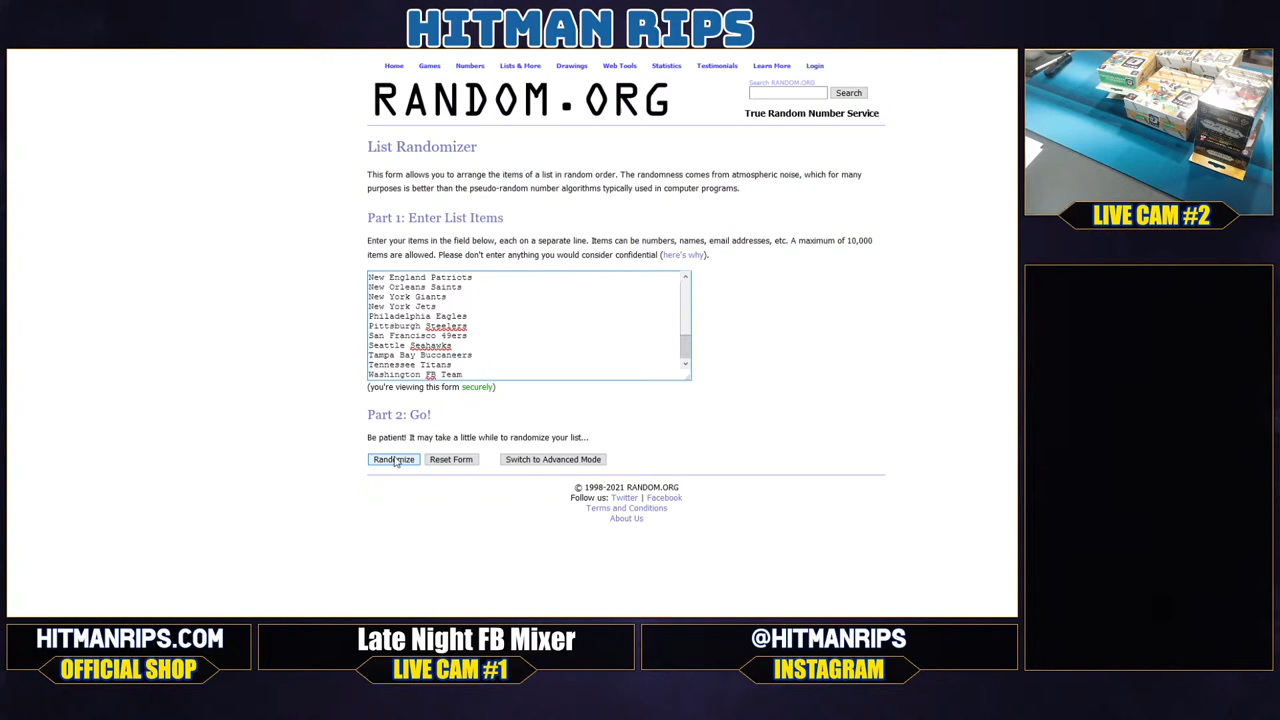 HITMAN RIPS
Home Games Numbers Lists & More Drawings Web Tools Statistics Testimonials Learn More Login
RANDOM.ORG
Search RANDOM.ORG
Search
True Random Number Service
List Randomizer
This form allows you to arrange the items of a list in random order. The randomness comes from atmospheric noise, which for many
purposes is better than the pseudo-random number algorithms typically used in computer programs.
Part 1: Enter List Items
Enter your items in the field below, each on a separate line. Items can be numbers, names, email addresses, etc. A maximum of 10,000
items are allowed. Please don't enter anything you would consider confidential (here's why).
New England Patriots
New Orleans Saints
New York Giants
New York Jets
Philadelphia Eagles
Pittsburgh Steelers
San Francisco 49ers
Seattle Seahawks
Tampa Bay Buccaneers
Tennessee Titans
Washington FB Team
(you're viewing this form securely)
Part 2: Go!
Be patient! It may take a little while to randomize your list...
Randomize Reset Form Switch to Advanced Mode
© 1998-2021 RANDOM.ORG
Follow us: Twitter | Facebook
Terms and Conditions
About Us
LIVE CAM #2
HITMANRIPS.COM
OFFICIAL SHOP
Late Night FB Mixer
LIVE CAM #1
@HITMANRIPS
INSTAGRAM